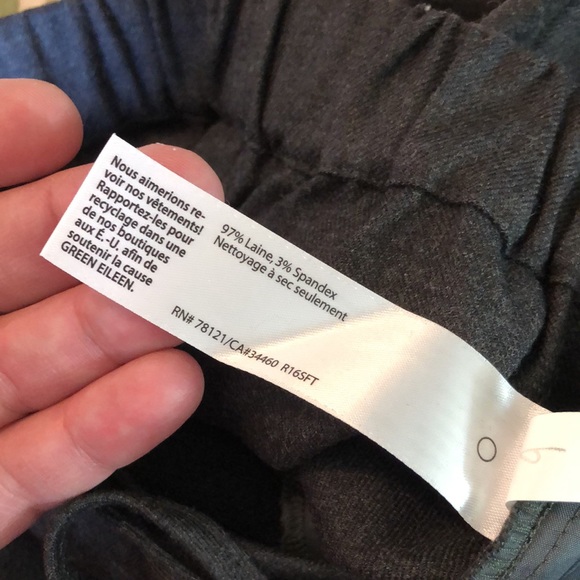 Nous aimerions re-
voir nos vêtements!
Rapportez-les pour
recyclage dans une
de nos boutiques
aux É.-U. afin de
soutenir la cause
GREEN EILEEN.
97% Laine, 3% Spandex
Nettoyage à sec seulement
RN# 78121/CA#34460 R16SFT